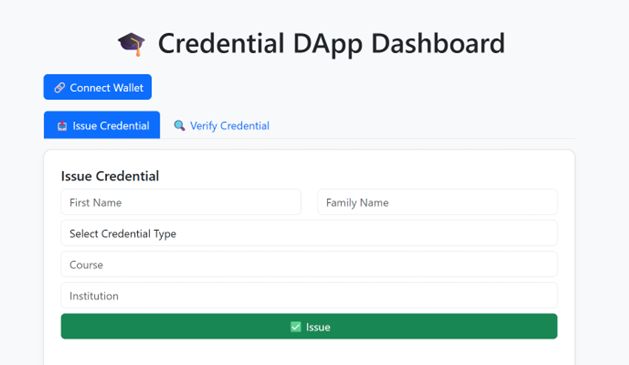 Credential DApp Dashboard
Connect Wallet
Issue Credential Verify Credential
Issue Credential
First Name Family Name
Select Credential Type
Course
Institution
Issue